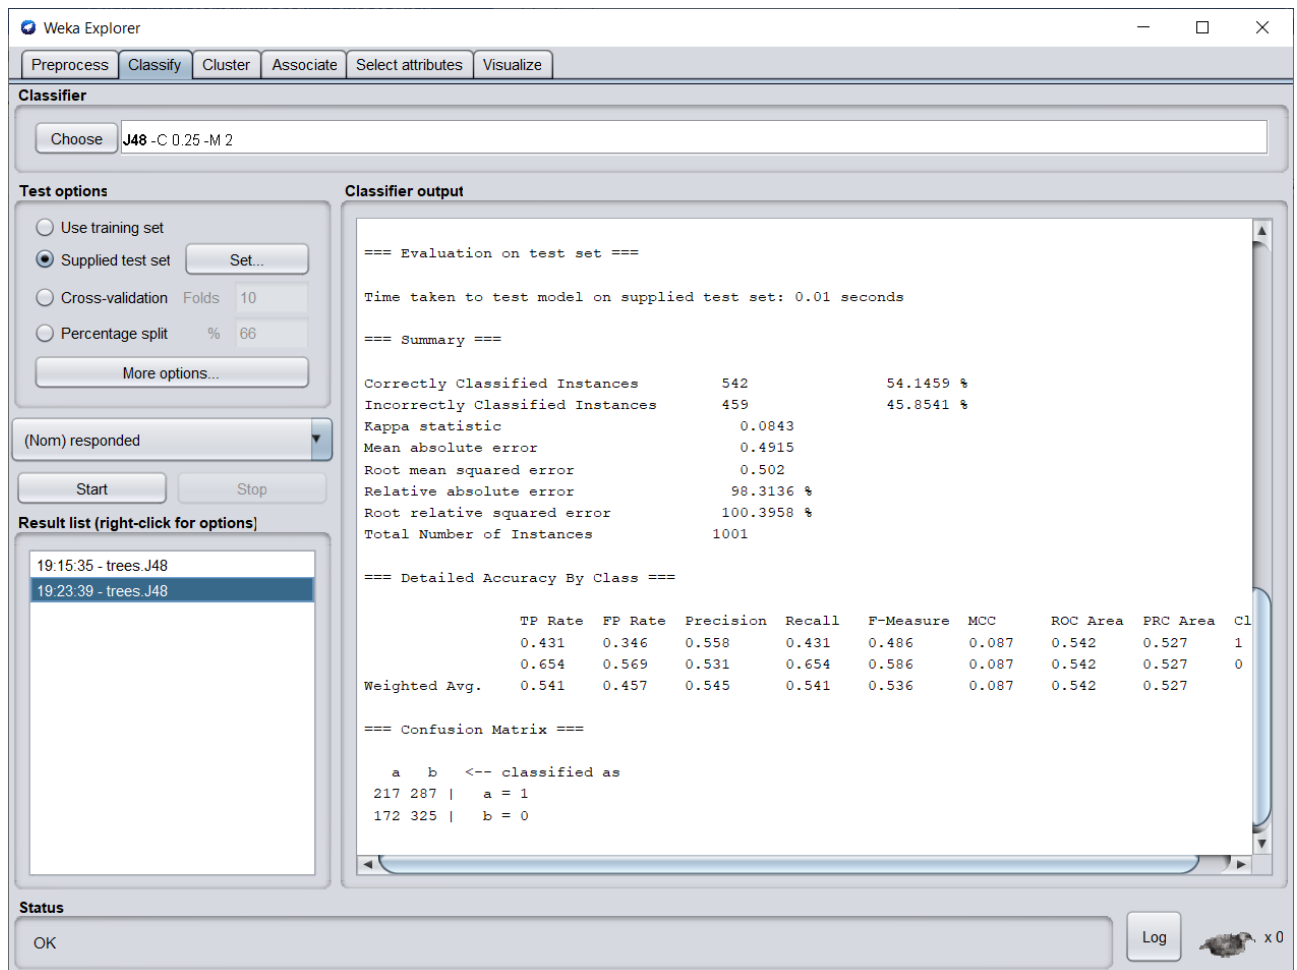 Weka Explorer
Preprocess Classify Cluster Associate Select attributes Visualize
Classifier
Choose J48 -C 0.25 -M 2
Test options
Use training set
Supplied test set Set...
Cross-validation Folds 10
Percentage split % 66
More options...
(Nom) responded
Start Stop
Result list (right-click for options)
19:15:35 - trees.J48
19:23:39 - trees.J48
Classifier output
=== Evaluation on test set ===
Time taken to test model on supplied test set: 0.01 seconds
=== Summary ===
Correctly Classified Instances 542 54.1459 %
Incorrectly Classified Instances 459 45.8541 %
Kappa statistic 0.0843
Mean absolute error 0.4915
Root mean squared error 0.502
Relative absolute error 98.3136 %
Root relative squared error 100.3958 %
Total Number of Instances 1001
=== Detailed Accuracy By Class ===
TP Rate FP Rate Precision Recall F-Measure MCC ROC Area PRC Area Cl
0.431 0.346 0.558 0.431 0.486 0.087 0.542 0.527 1
0.654 0.569 0.531 0.654 0.586 0.087 0.542 0.527 0
Weighted Avg. 0.541 0.457 0.545 0.541 0.536 0.087 0.542 0.527
=== Confusion Matrix ===
a b <-- classified as
217 287 | a = 1
172 325 | b = 0
Status
OK
Log
x 0